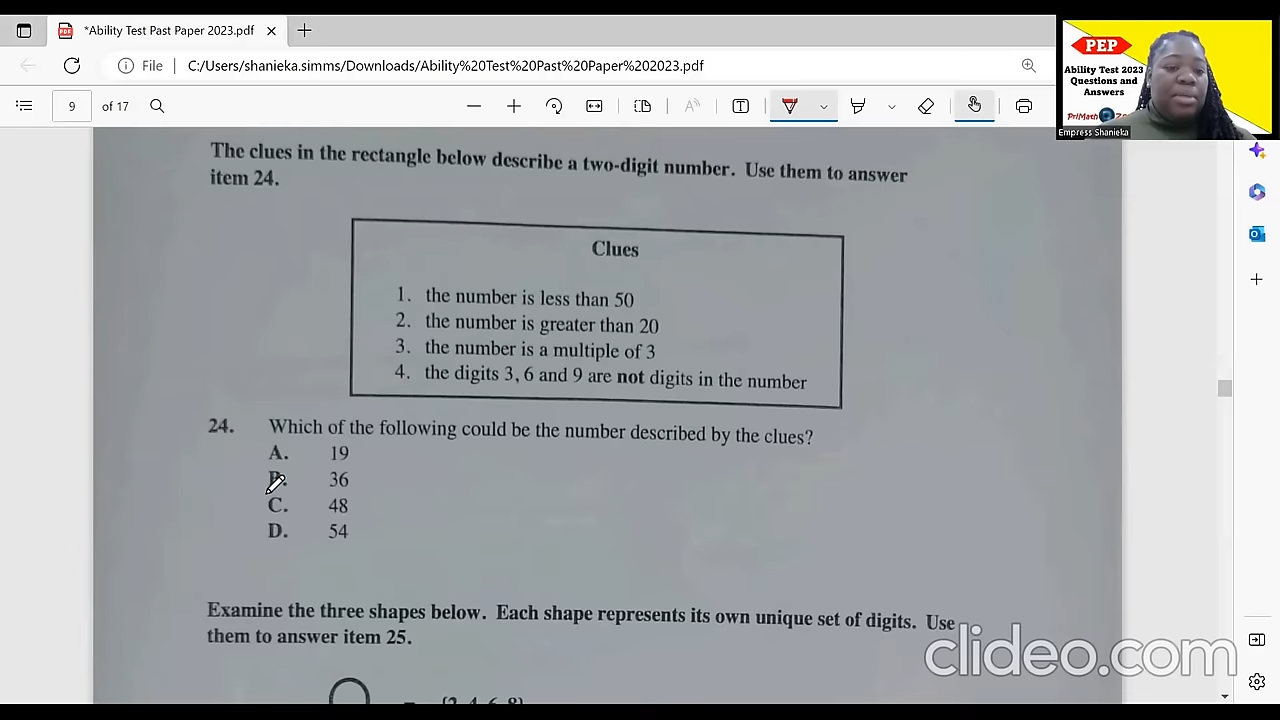 *Ability Test Past Paper 2023.pdf
File
C:/Users/shanieka.simms/Downloads/Ability%20Test%20Past%20Paper%202023.pdf
9 of 17
PEP
Ability Test 2023
Questions and
Answers
PriMath
Empress Shanieka
The clues in the rectangle below describe a two-digit number. Use them to answer
item 24.
Clues
1. the number is less than 50
2. the number is greater than 20
3. the number is a multiple of 3
4. the digits 3, 6 and 9 are not digits in the number
24. Which of the following could be the number described by the clues?
A. 19
B. 36
C. 48
D. 54
Examine the three shapes below. Each shape represents its own unique set of digits. Use
them to answer item 25.
= {2, 4, 6, 8}
clideo.com